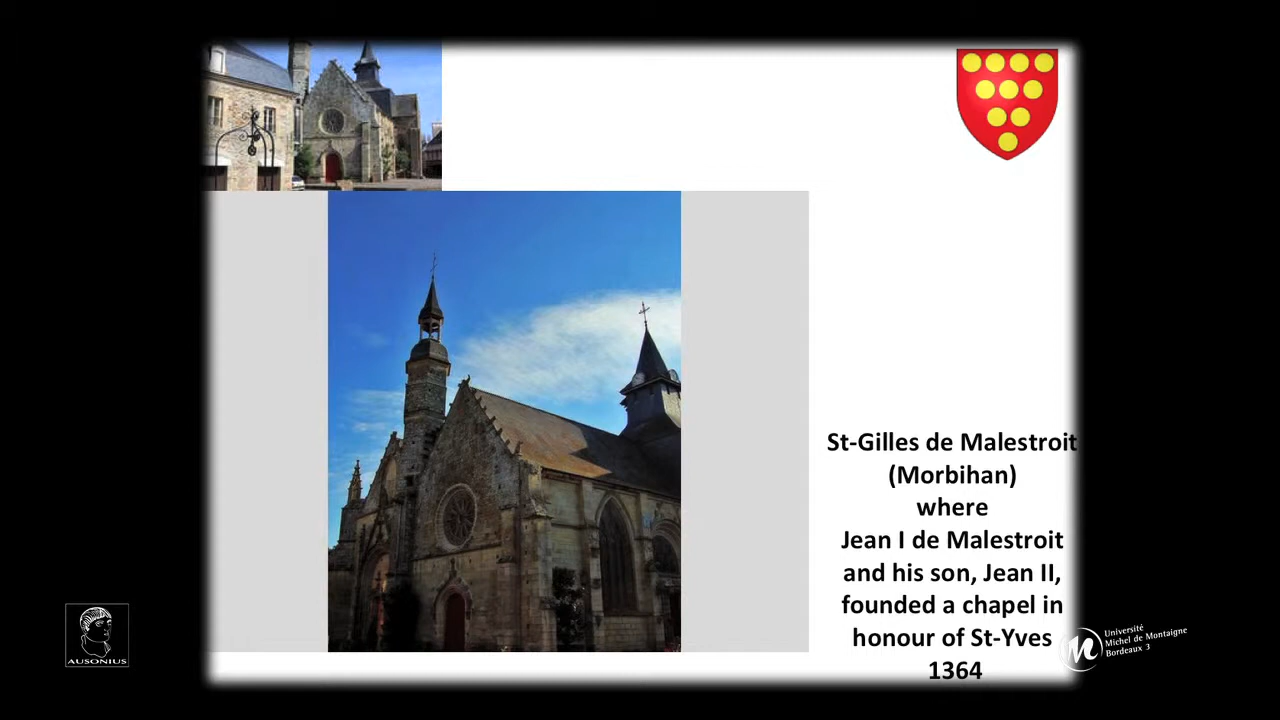 St-Gilles de Malestroit
(Morbihan)
where
Jean I de Malestroit
and his son, Jean II,
founded a chapel in
honour of St-Yves
1364
AUSONIUS
Université
Michel de Montaigne
Bordeaux 3